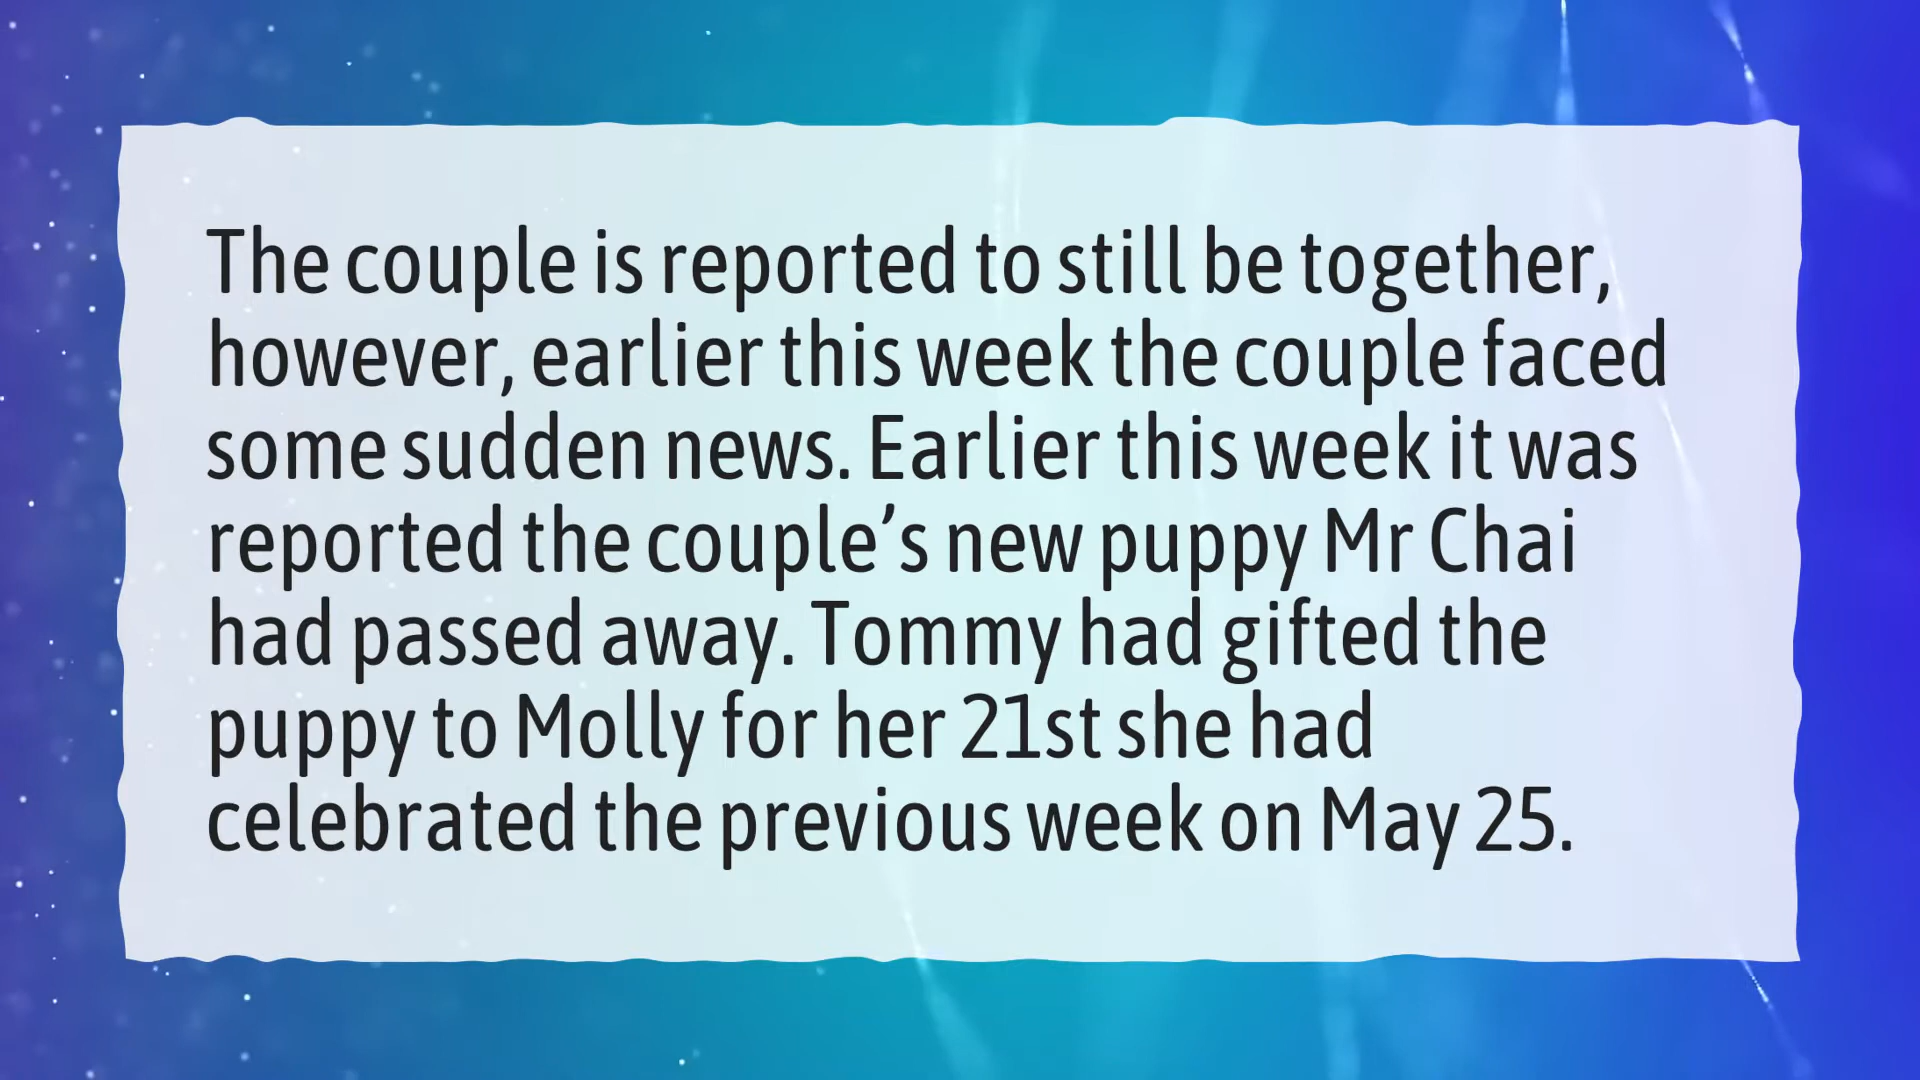 The couple is reported to still be together,
however, earlier this week the couple faced
some sudden news. Earlier this week it was
reported the couple’s new puppy Mr Chai
had passed away. Tommy had gifted the
puppy to Molly for her 21st she had
celebrated the previous week on May 25.